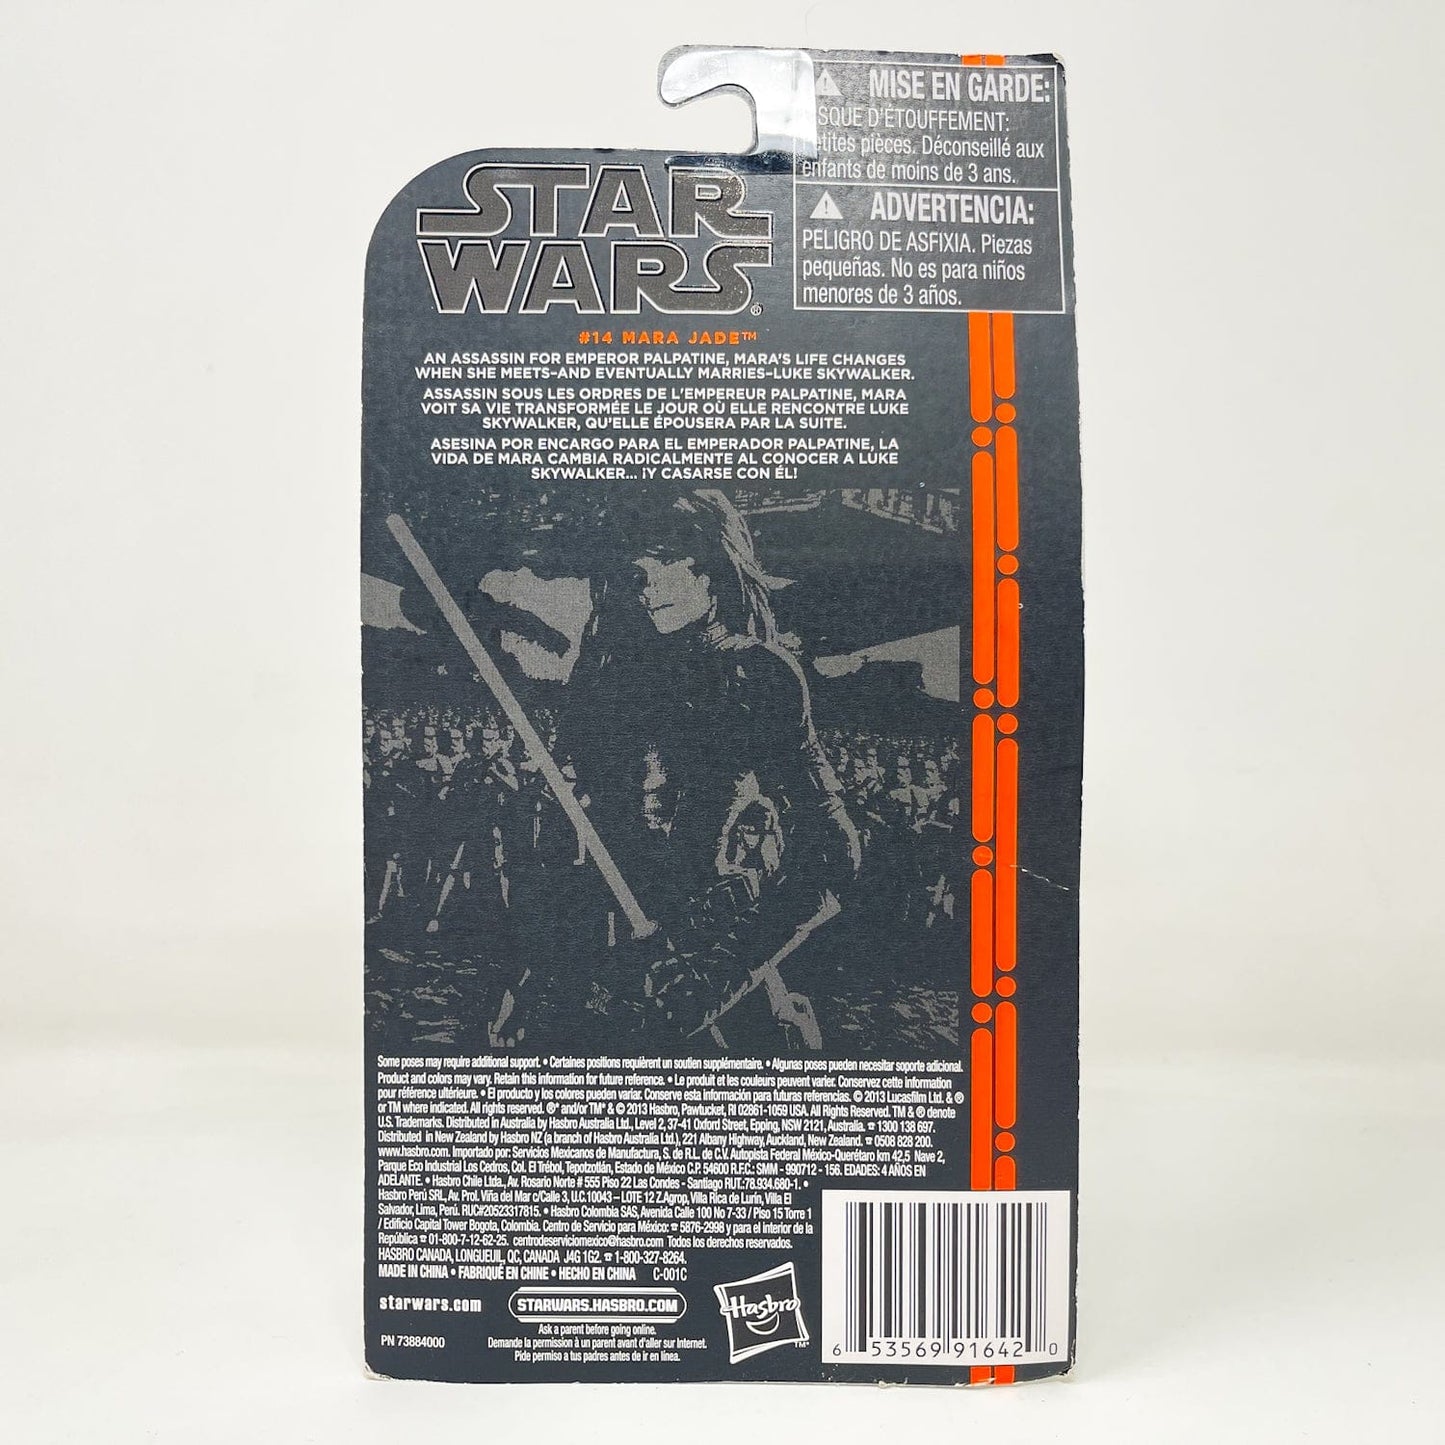 MISE EN GARDE:
D'ÉTOUFFEMENT:
pièces. Déconseillé aux
enfants de moins de 3 ans.
ADVERTENCIA:
PELIGRO DE ASFIXIA. Piezas
pequeñas. No es para niños
menores de 3 años.
STAR
WARS®
#14 MARA JADE™
AN ASSASSIN FOR EMPEROR PALPATINE, MARA'S LIFE CHANGES
WHEN SHE MEETS–AND EVENTUALLY MARRIES–LUKE SKYWALKER.
ASSASSIN SOUS LES ORDRES DE L'EMPEREUR PALPATINE, MARA
VOIT SA VIE TRANSFORMÉE LE JOUR OÙ ELLE RENCONTRE LUKE
SKYWALKER, QU'ELLE ÉPOUSERA PAR LA SUITE.
ASESINA POR ENCARGO PARA EL EMPERADOR PALPATINE, LA
VIDA DE MARA CAMBIA RADICALMENTE AL CONOCER A LUKE
SKYWALKER... ¡Y CASARSE CON ÉL!
Some poses may require additional support. • Certaines positions requièrent un soutien supplémentaire. • Algunas poses pueden necesitar soporte adicional.
Product and colors may vary. Retain this information for future reference. • Le produit et les couleurs peuvent varier. Conservez cette information
pour référence ultérieure. • El producto y los colores pueden variar. Conserve esta información para futuras referencias. © 2013 Lucasfilm Ltd. & ®
or TM where indicated. All rights reserved. ®* and/or TM* & © 2013 Hasbro, Pawtucket, RI 02861-1059 USA. All Rights Reserved. TM & ® denote
U.S. Trademarks. Distributed in Australia by Hasbro Australia Ltd., Level 2, 37-41 Oxford Street, Epping, NSW 2121, Australia. ☎ 1300 138 697.
Distributed in New Zealand by Hasbro NZ (a branch of Hasbro Australia Ltd.), 221 Albany Highway, Auckland, New Zealand. ☎ 0508 828 200.
www.hasbro.com. Importado por: Servicios Mexicanos de Manufactura, S. de R.L. de C.V. Autopista Federal México-Querétaro km 42,5 Nave 2,
Parque Eco Industrial Los Cedros, Col. El Trébol, Tepotzotlán, Estado de México C.P. 54600 R.F.C.: SMM - 990712 - 156. EDADES: 4 AÑOS EN
ADELANTE. • Hasbro Chile Ltda., Av. Rosario Norte # 555 Piso 22 Las Condes - Santiago RUT.:78.934.680-1. •
Hasbro Perú SRL, Av. Prol. Viña del Mar c/Calle 3, U.C.10043 – LOTE 12 Z.Agrop, Villa Rica de Lurín, Villa El
Salvador, Lima, Perú. RUC#20523317815. • Hasbro Colombia SAS, Avenida Calle 100 No 7-33 / Piso 15 Torre 1
/ Edificio Capital Tower Bogota, Colombia. Centro de Servicio para México: ☎ 5876-2998 y para el interior de la
República ☎ 01-800-7-12-62-25. centrodeserviciomexico@hasbro.com Todos los derechos reservados.
HASBRO CANADA, LONGUEUIL, QC, CANADA J4G 1G2. ☎ 1-800-327-8264.
MADE IN CHINA • FABRIQUÉ EN CHINE • HECHO EN CHINA C-001C
starwars.com
STARWARS.HASBRO.COM
Ask a parent before going online.
Demande la permission à un parent avant d'aller sur Internet.
Pide permiso a tus padres antes de ir en línea.
PN 73884000
Hasbro
TM*
6 53569 91642 0